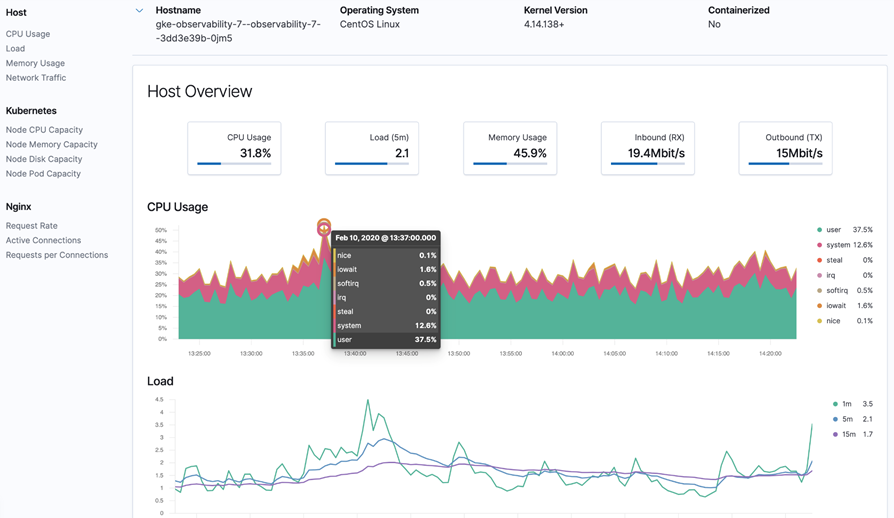 Host
CPU Usage
Load
Memory Usage
Network Traffic
Kubernetes
Node CPU Capacity
Node Memory Capacity
Node Disk Capacity
Node Pod Capacity
Nginx
Request Rate
Active Connections
Requests per Connections
Hostname
gke-observability-7--observability-7-
-3dd3e39b-0jm5
Operating System
CentOS Linux
Kernel Version
4.14.138+
Containerized
No
Host Overview
CPU Usage
31.8%
Load (5m)
2.1
Memory Usage
45.9%
Inbound (RX)
19.4Mbit/s
Outbound (TX)
15Mbit/s
CPU Usage
50%
45%
40%
35%
30%
25%
20%
15%
10%
5%
0%
13:25:00
13:30:00
13:35:00
13:40:00
13:45:00
13:50:00
13:55:00
14:00:00
14:05:00
14:10:00
14:15:00
14:20:00
Feb 10, 2020 @ 13:37:00.000
nice 0.1%
iowait 1.6%
softirq 0.5%
irq 0%
steal 0%
system 12.6%
user 37.5%
user 37.5%
system 12.6%
steal 0%
irq 0%
softirq 0.5%
iowait 1.6%
nice 0.1%
Load
4.5
4
3.5
3
2.5
2
1.5
1
0.5
0
1m 3.5
5m 2.1
15m 1.7